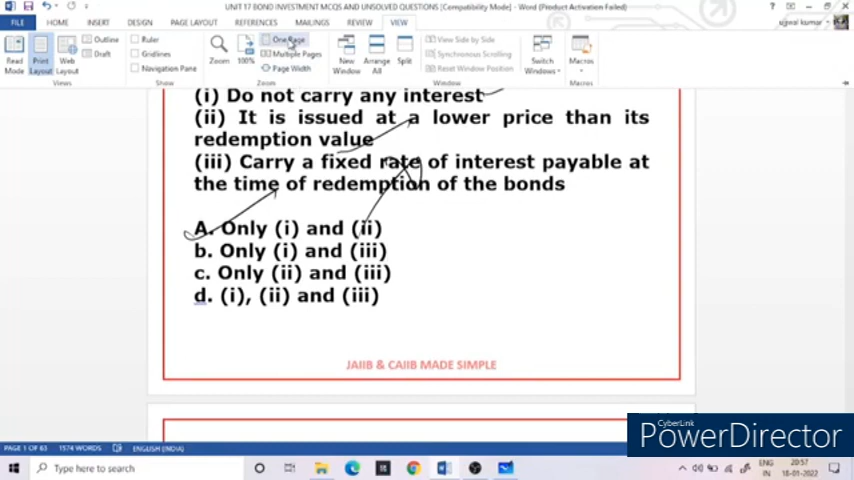 UNIT 17 BOND INVESTMENT MCQS AND UNSOLVED QUESTIONS [Compatibility Mode] - Word (Product Activation Failed)
FILE HOME INSERT DESIGN PAGE LAYOUT REFERENCES MAILINGS REVIEW VIEW ujjwal kumar
Read Mode
Print Layout
Web Layout
Outline
Draft
Views
Ruler
Gridlines
Navigation Pane
Show
Zoom
100%
One Page
Multiple Pages
Page Width
Zoom
New Window
Arrange All
Split
View Side by Side
Synchronous Scrolling
Reset Window Position
Window
Switch Windows
Macros
Macros
(i) Do not carry any interest
(ii) It is issued at a lower price than its
redemption value
(iii) Carry a fixed rate of interest payable at
the time of redemption of the bonds
A. Only (i) and (ii)
b. Only (i) and (iii)
c. Only (ii) and (iii)
d. (i), (ii) and (iii)
JAIIB & CAIIB MADE SIMPLE
CyberLink
PowerDirector
PAGE 1 OF 63 1574 WORDS ENGLISH (INDIA)
Type here to search
ENG
IN
20:57
18-01-2022